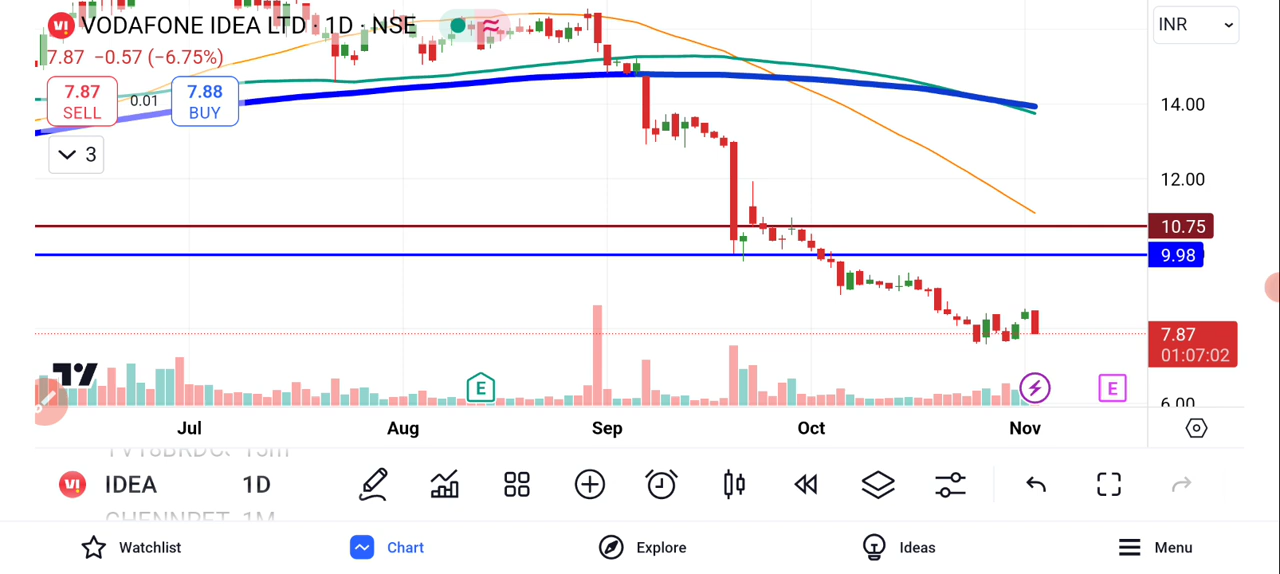 VODAFONE IDEA LTD · 1D · NSE
INR
7.87 −0.57 (−6.75%)
7.87
SELL
0.01
7.88
BUY
3
14.00
12.00
10.75
9.98
7.87
01:07:02
6.00
E
E
Jul Aug Sep Oct Nov
IDEA 1D
Watchlist
Chart
Explore
Ideas
Menu